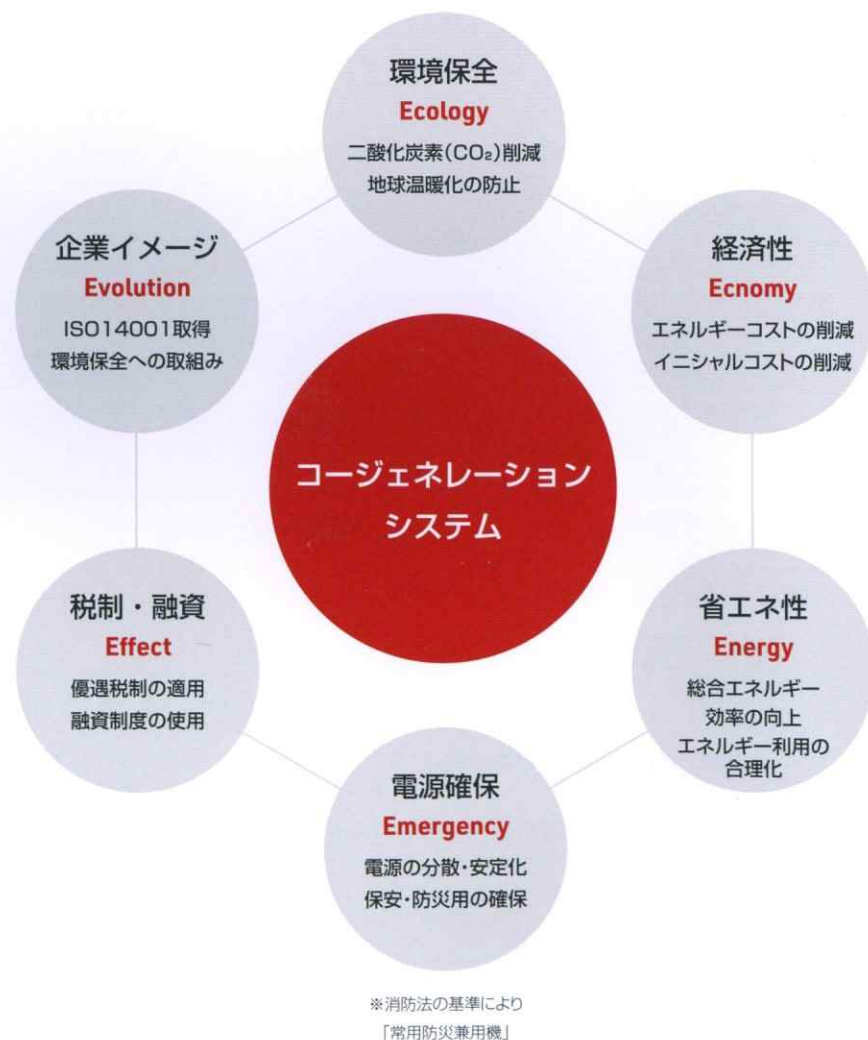 環境保全
Ecology
二酸化炭素(CO₂)削減
地球温暖化の防止
企業イメージ
Evolution
ISO14001取得
環境保全への取組み
経済性
Ecnomy
エネルギーコストの削減
イニシャルコストの削減
コージェネレーション
システム
税制・融資
Effect
優遇税制の適用
融資制度の使用
省エネ性
Energy
総合エネルギー
効率の向上
エネルギー利用の
合理化
電源確保
Emergency
電源の分散・安定化
保安・防災用の確保
※消防法の基準により
「常用防災兼用機」